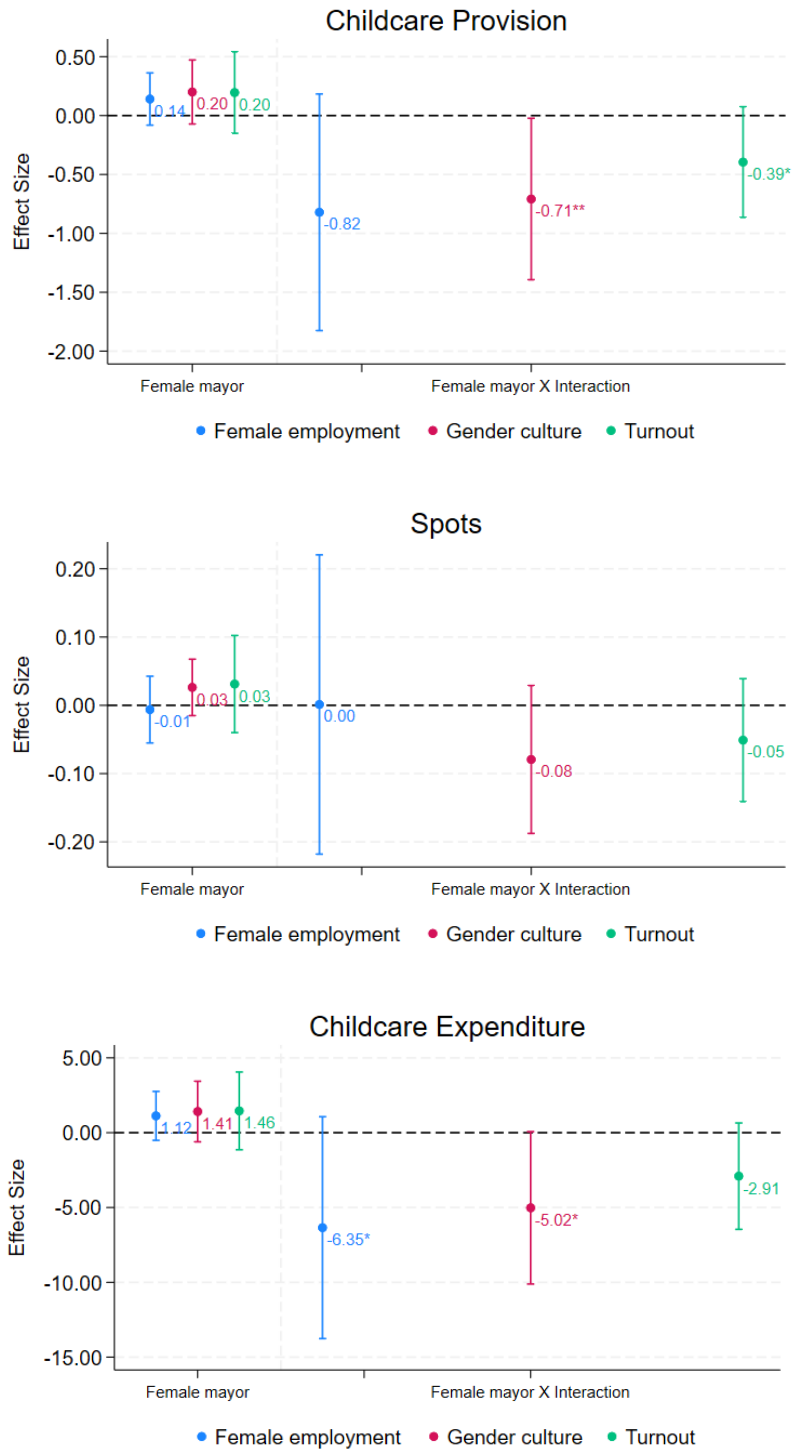 Childcare Provision
Effect Size
0.50
0.00
-0.50
-1.00
-1.50
-2.00
0.14
0.20
0.20
-0.82
-0.71**
-0.39*
Female mayor
Female mayor X Interaction
Female employment Gender culture Turnout
Spots
Effect Size
0.20
0.10
0.00
-0.10
-0.20
-0.01
0.03
0.03
0.00
-0.08
-0.05
Female mayor
Female mayor X Interaction
Female employment Gender culture Turnout
Childcare Expenditure
Effect Size
5.00
0.00
-5.00
-10.00
-15.00
1.12
1.41
1.46
-6.35*
-5.02*
-2.91
Female mayor
Female mayor X Interaction
Female employment Gender culture Turnout